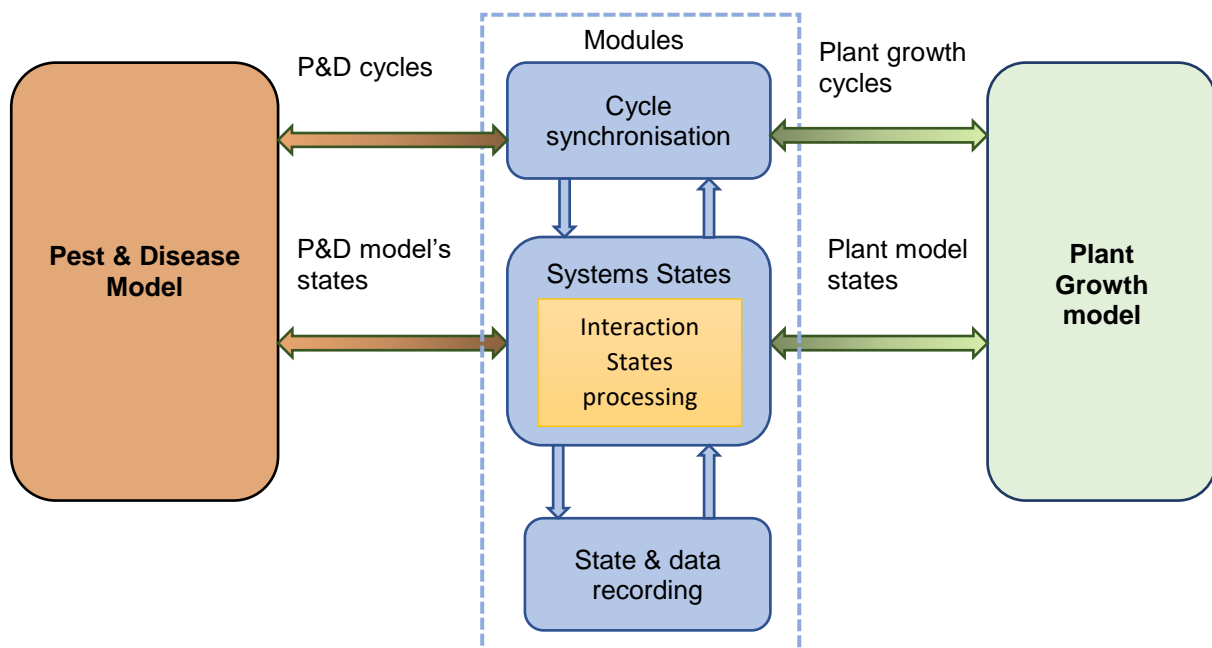 Modules
P&D cycles
Plant growth
cycles
Cycle
synchronisation
Pest & Disease
Model
P&D model's
states
Systems States
Interaction
States
processing
Plant model
states
Plant
Growth
model
State & data
recording